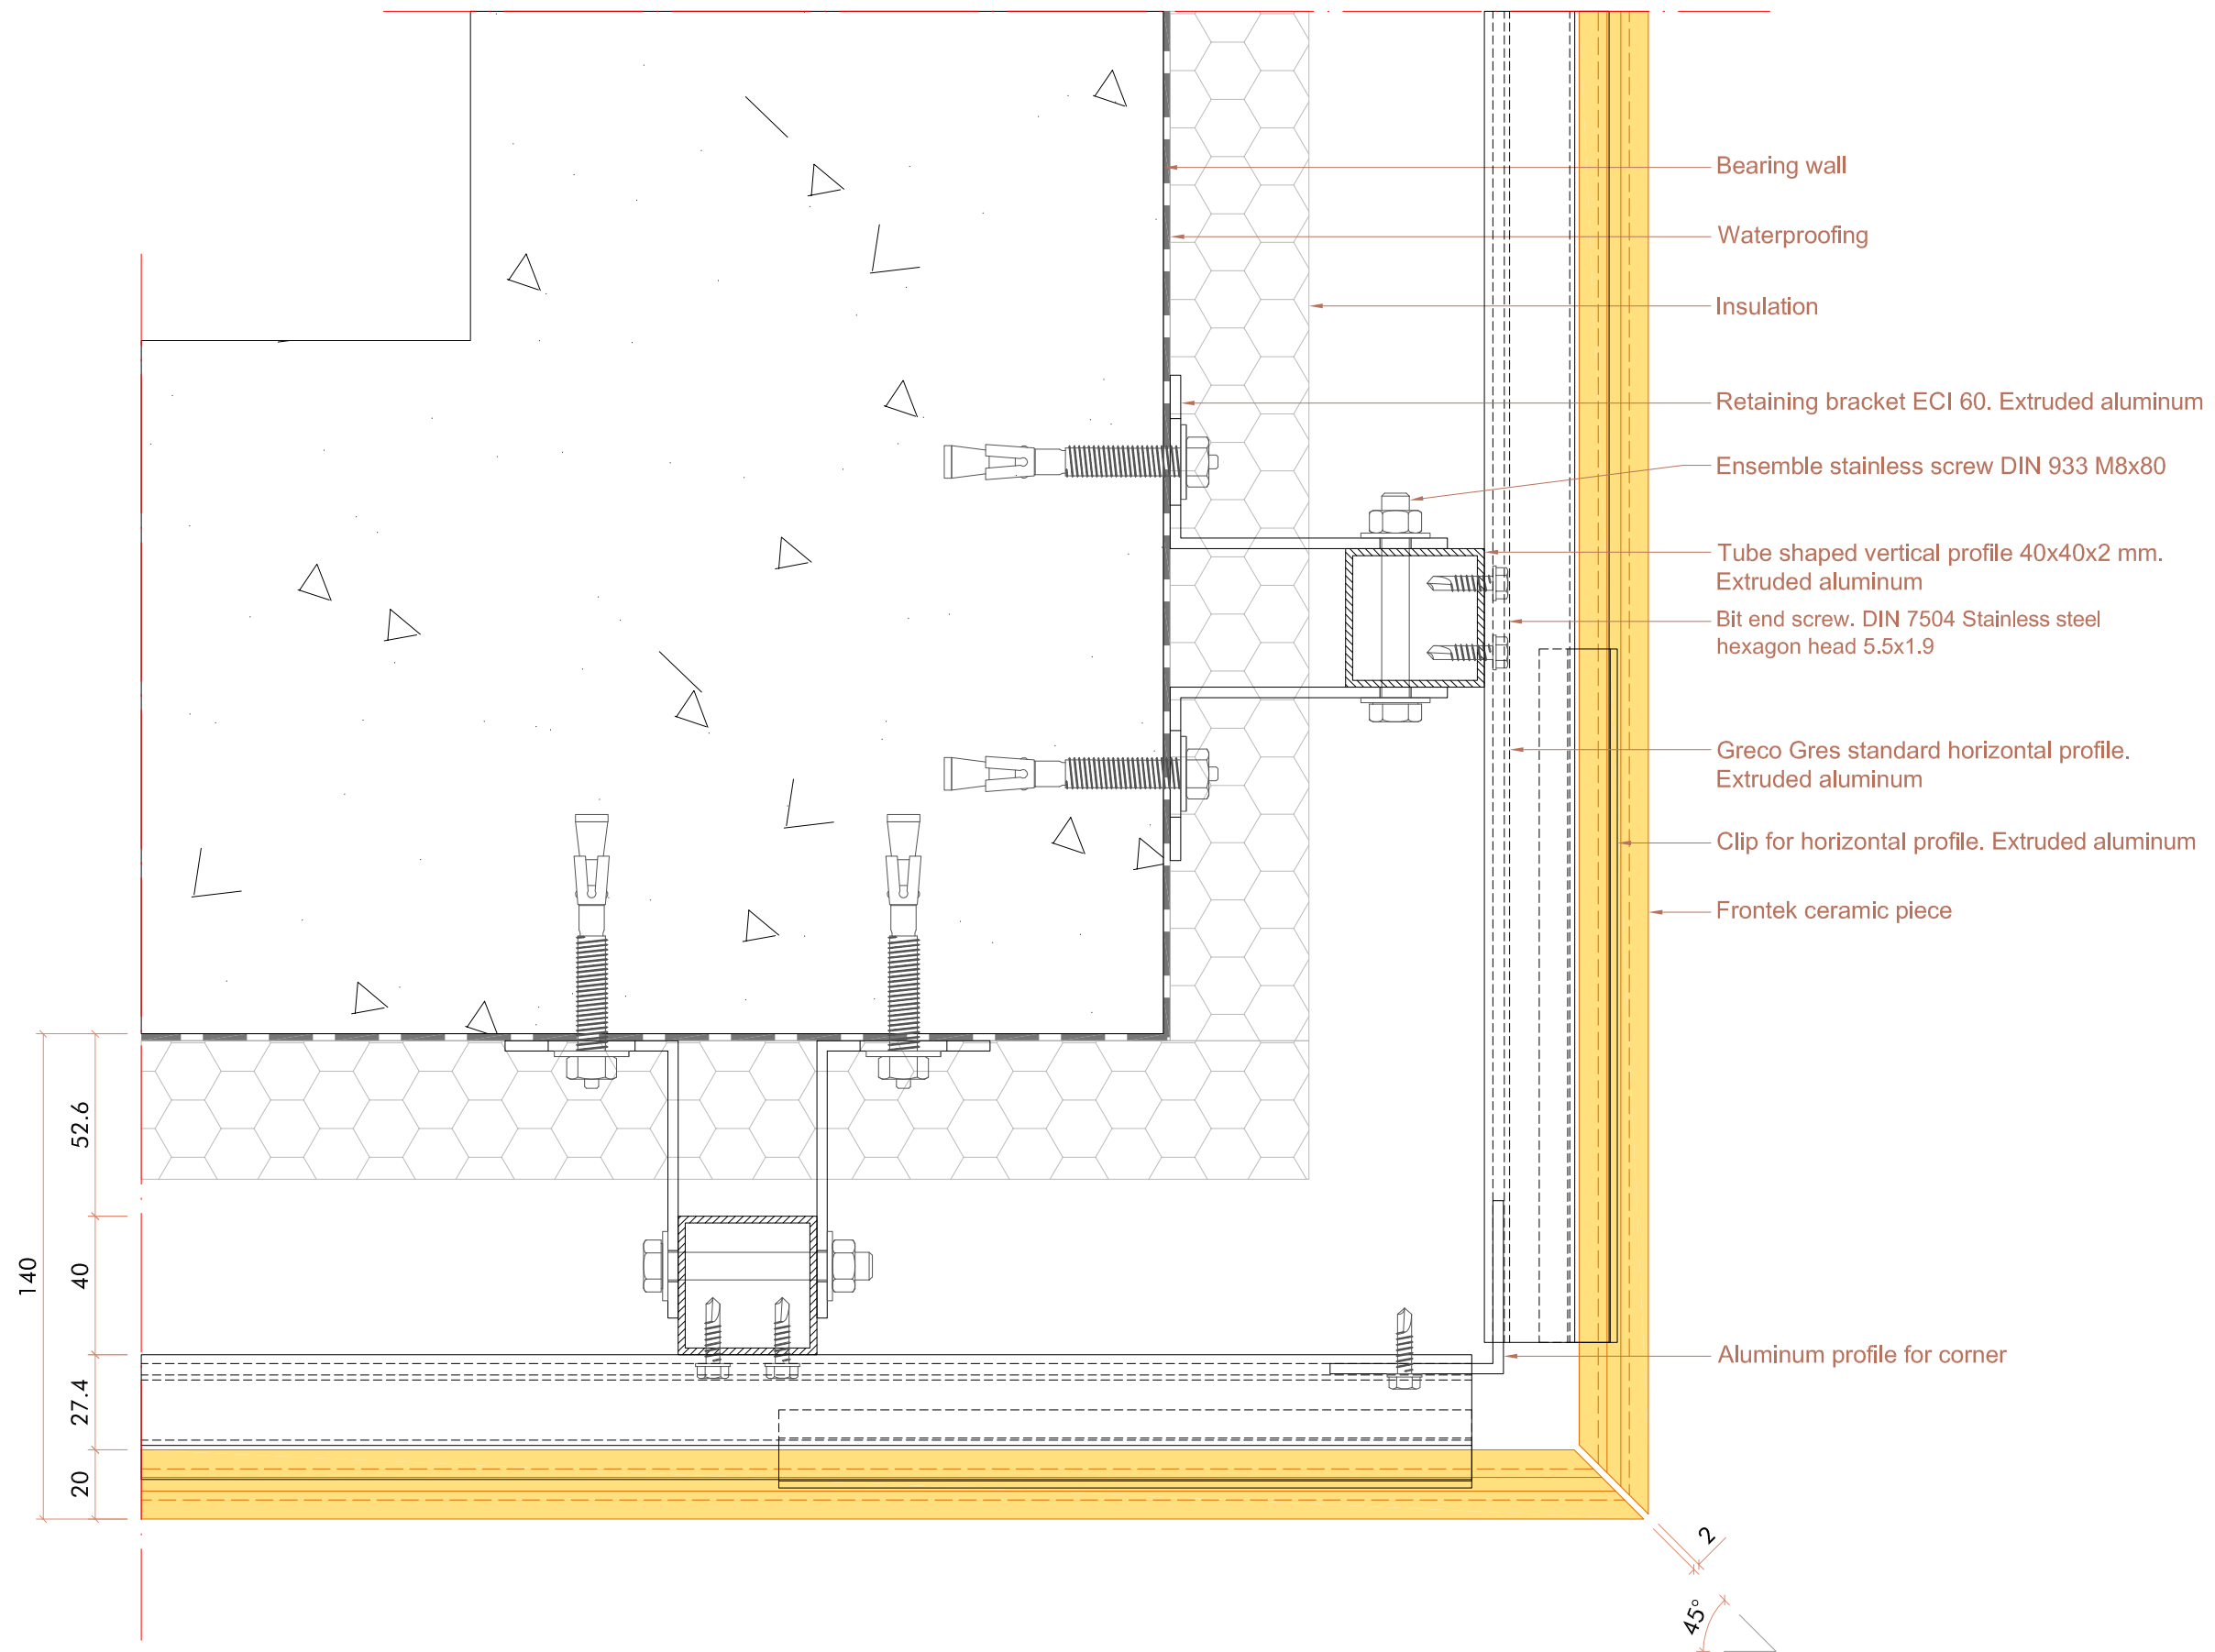 Bearing wall
Waterproofing
Insulation
Retaining bracket ECI 60. Extruded aluminum
Ensemble stainless screw DIN 933 M8x80
Tube shaped vertical profile 40x40x2 mm.
Extruded aluminum
Bit end screw. DIN 7504 Stainless steel
hexagon head 5.5x1.9
Greco Gres standard horizontal profile.
Extruded aluminum
Clip for horizontal profile. Extruded aluminum
Frontek ceramic piece
Aluminum profile for corner
140
52.6
40
27.4
20
2
45°